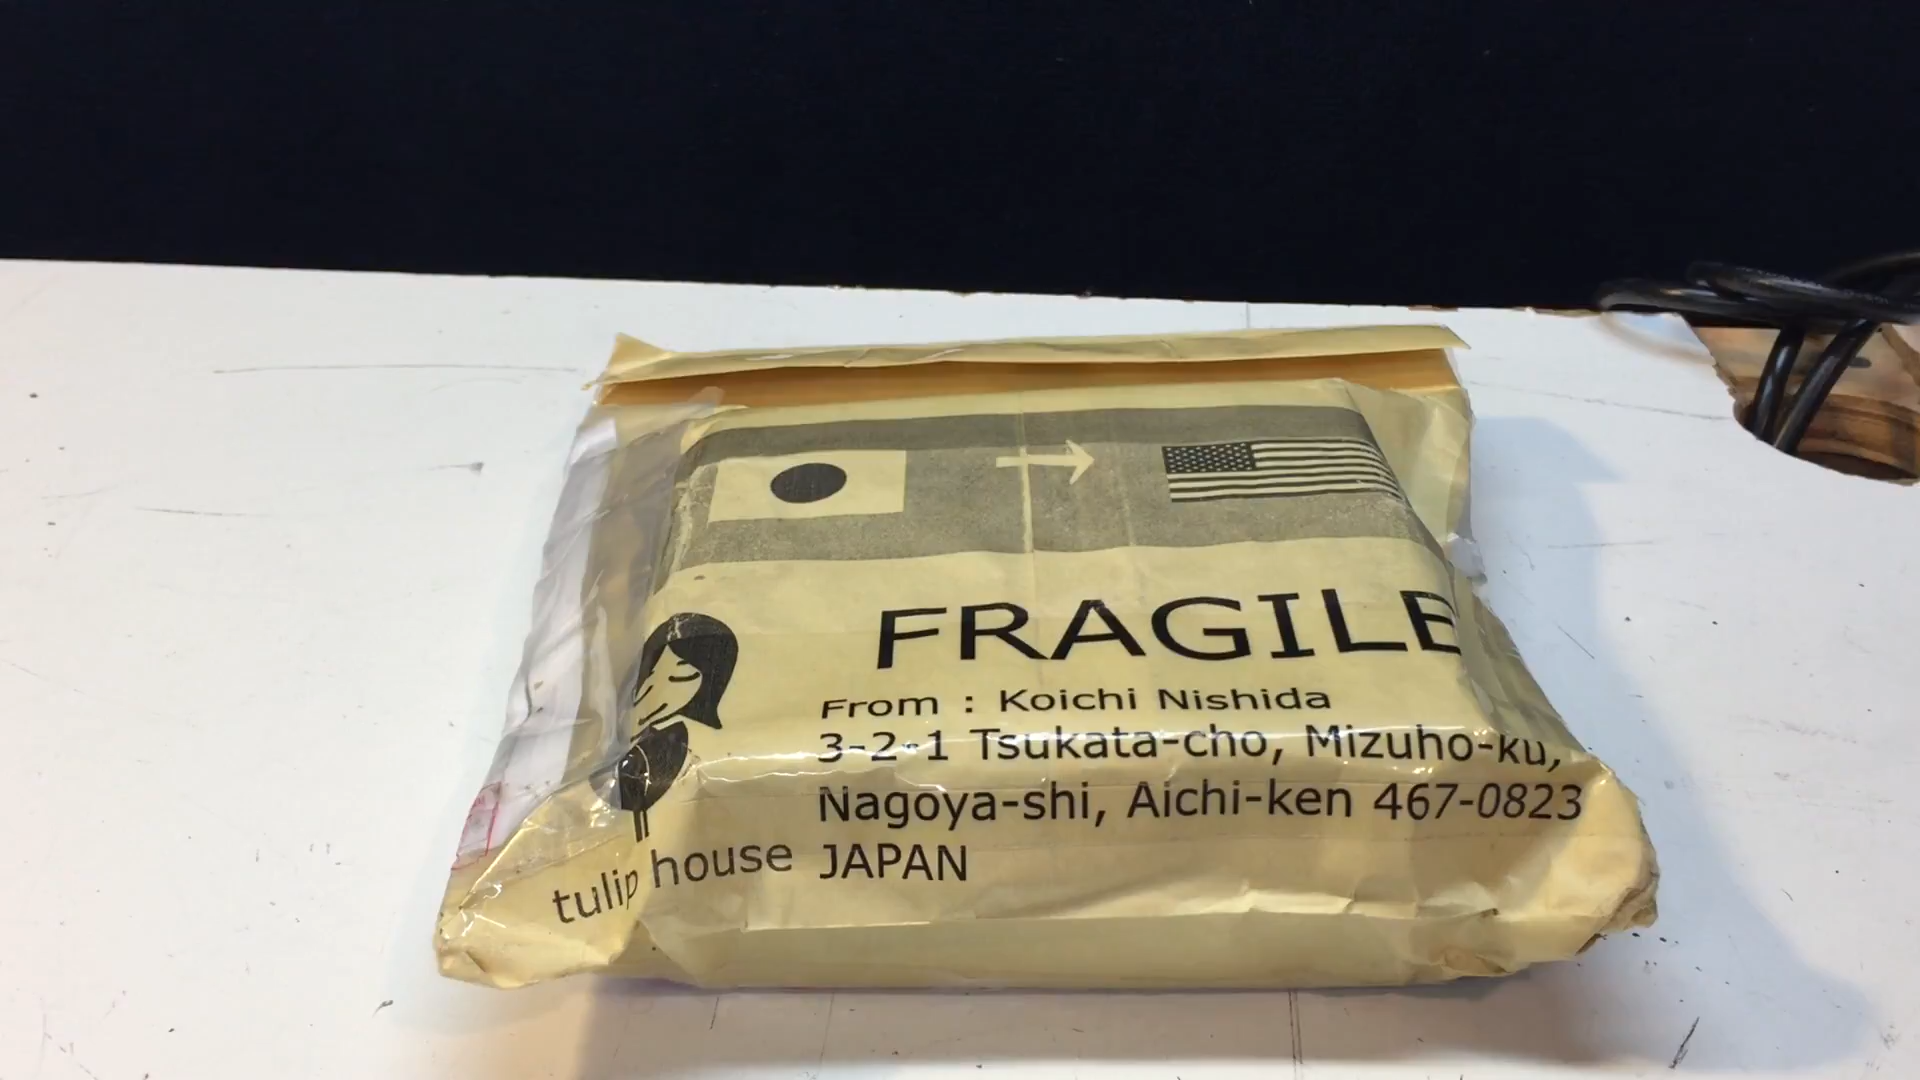 FRAGILE
From : Koichi Nishida
3-2-1 Tsukata-cho, Mizuho-ku,
Nagoya-shi, Aichi-ken 467-0823
JAPAN
tulip house